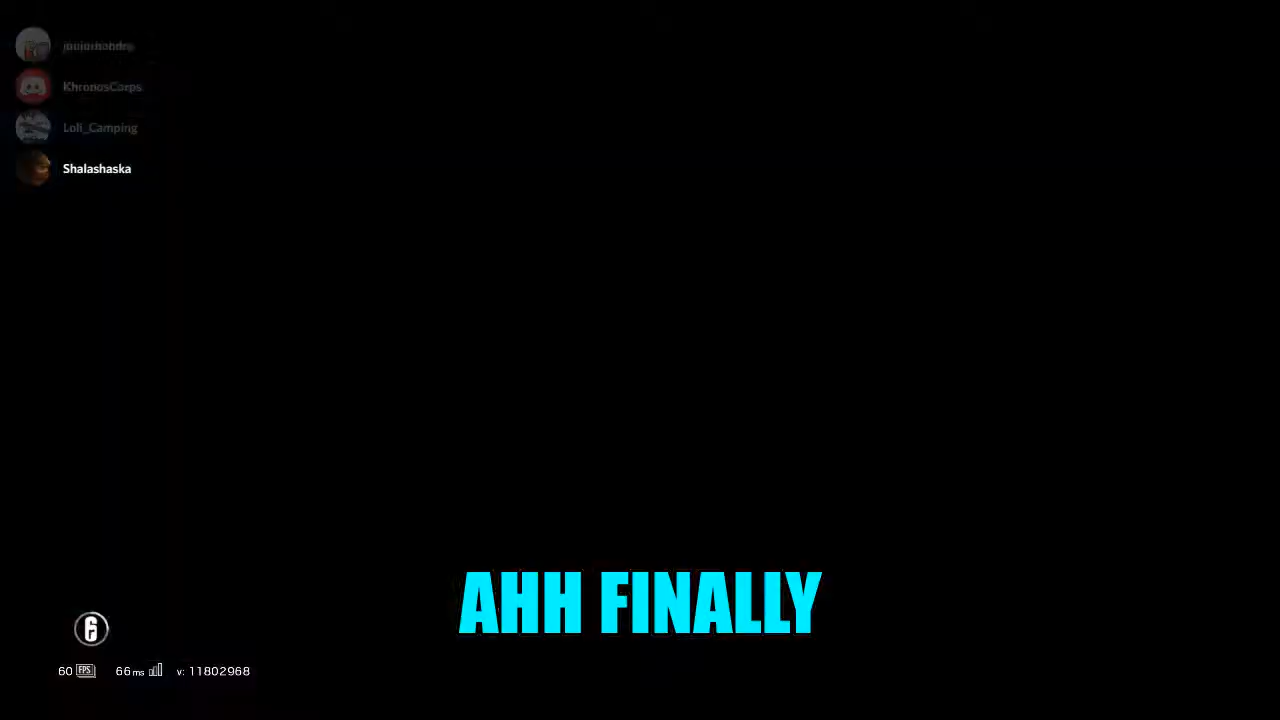 KhronosCorps
Loli_Camping
Shalashaska
AHH FINALLY
60 FPS 66ms v: 11802968